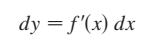 dy = f'(x) dx